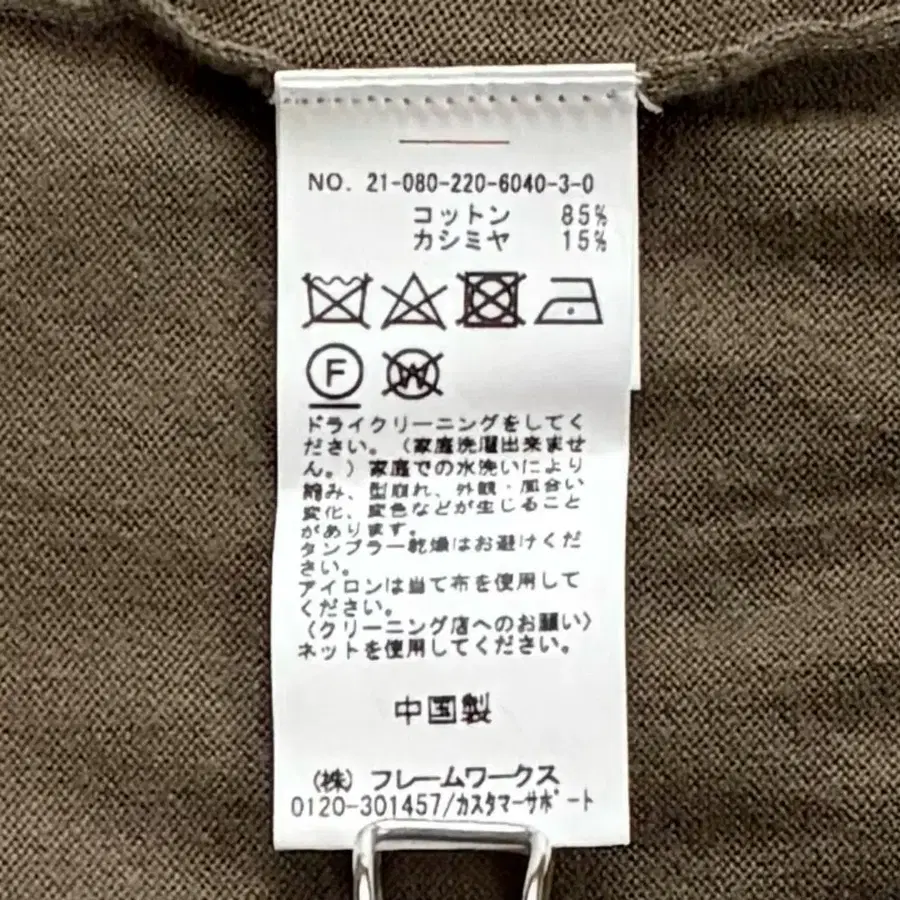 NO. 21-080-220-6040-3-0
コットン 85%
カシミヤ 15%
F
W
ドライクリーニングをしてく
ださい。(家庭洗濯出来ませ
ん。)家庭での水洗いにより
縮み、型崩れ、外観・風合い
変化、変色などが生じること
があります。
タンブラー乾燥はお避けくだ
さい。
アイロンは当て布を使用して
ください。
〈クリーニング店へのお願い〉
ネットを使用してください。
中国製
(株) フレームワークス
0120-301457/カスタマーサポート